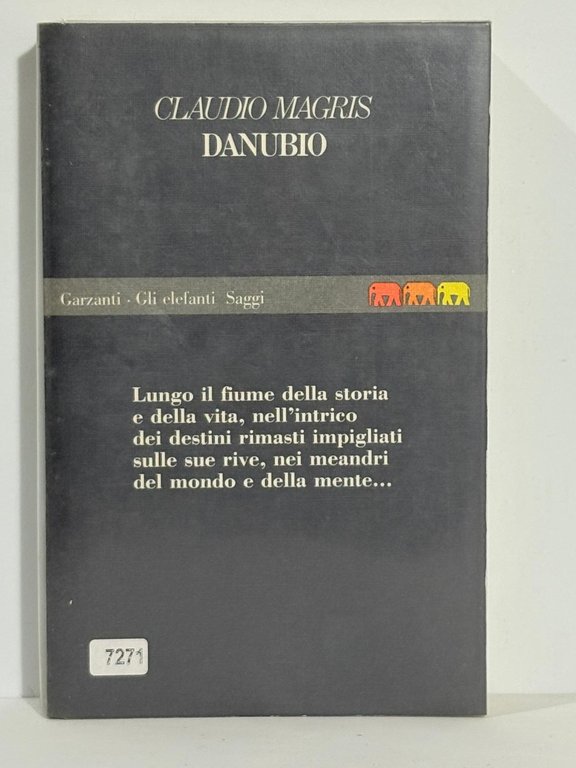 CLAUDIO MAGRIS
DANUBIO
Garzanti · Gli elefanti Saggi
Lungo il fiume della storia
e della vita, nell'intrico
dei destini rimasti impigliati
sulle sue rive, nei meandri
del mondo e della mente...
7271